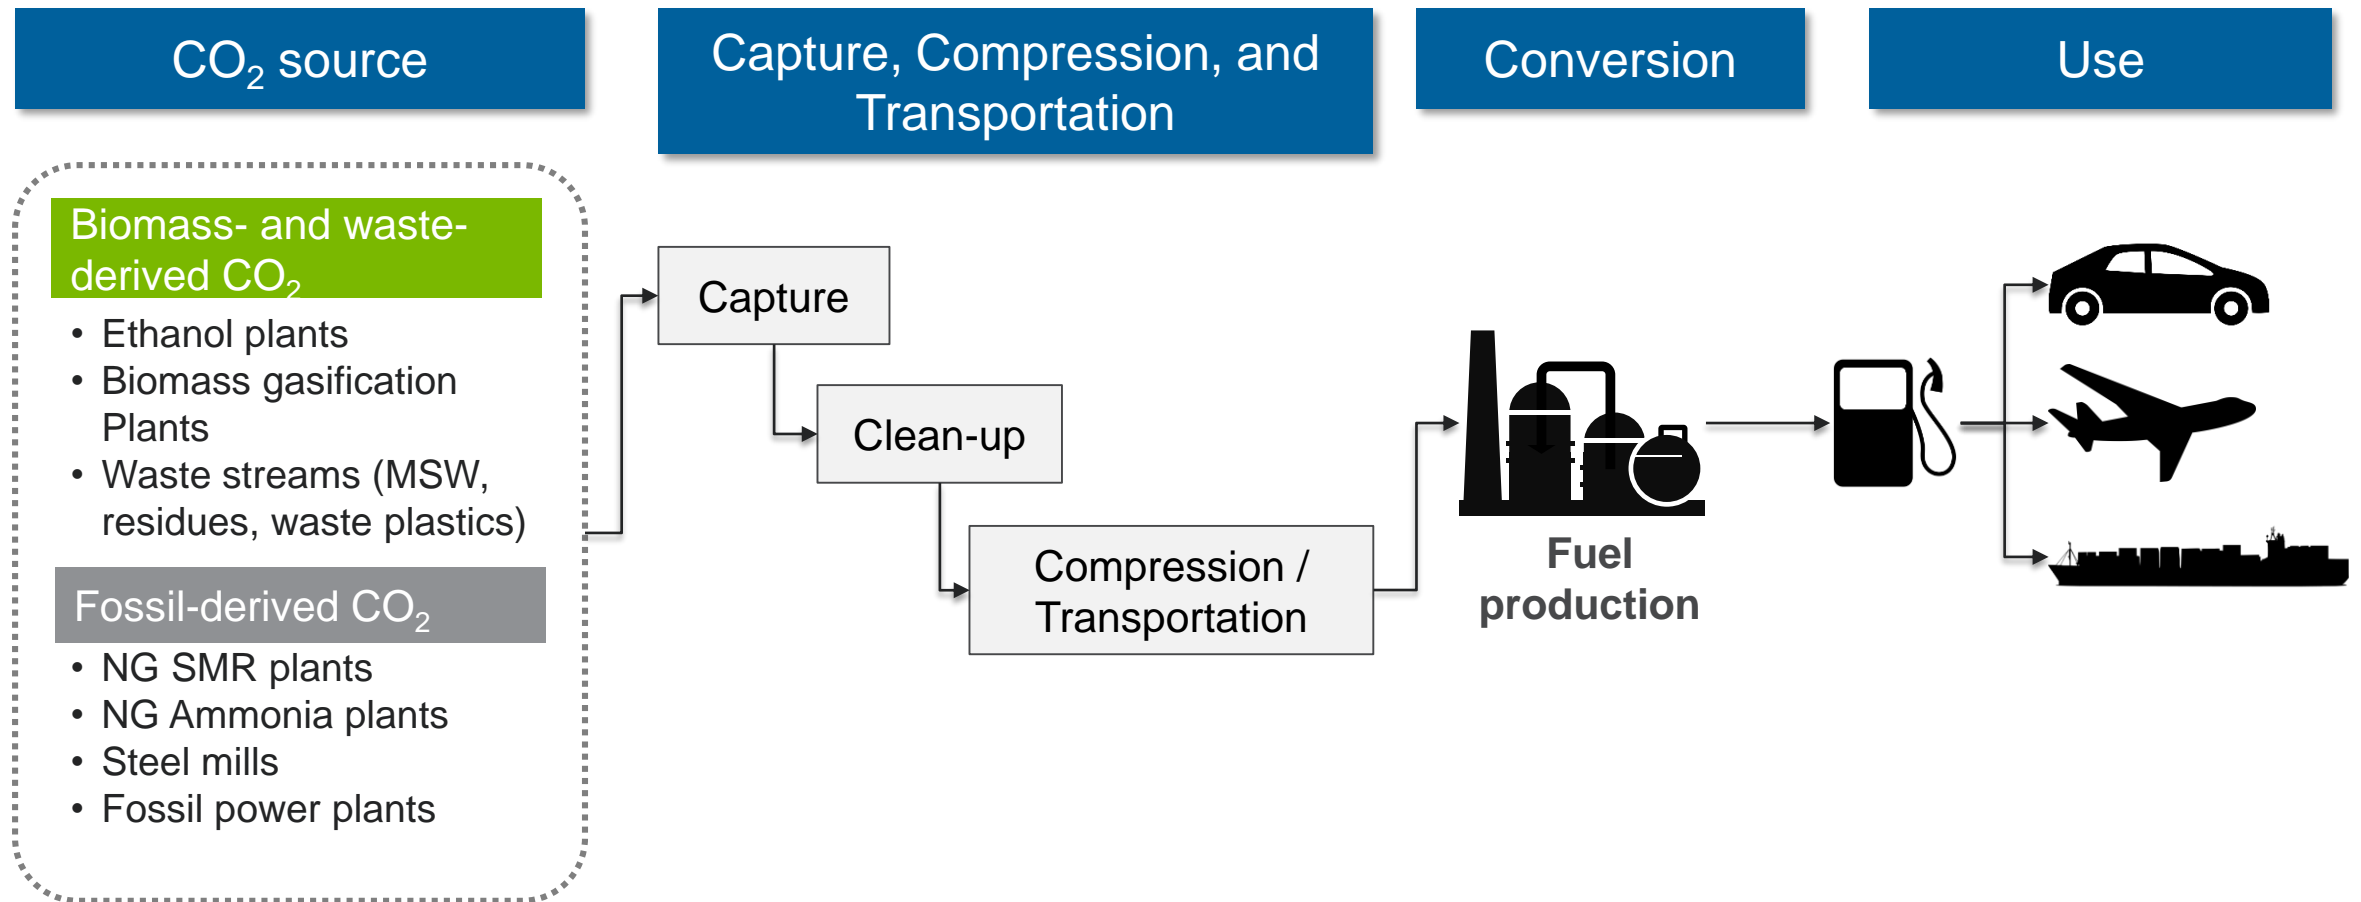 CO₂ source
Capture, Compression, and
Transportation
Conversion
Use
Biomass- and waste-
derived CO₂
• Ethanol plants
• Biomass gasification
Plants
• Waste streams (MSW,
residues, waste plastics)
Fossil-derived CO₂
• NG SMR plants
• NG Ammonia plants
• Steel mills
• Fossil power plants
Capture
Clean-up
Compression /
Transportation
Fuel
production